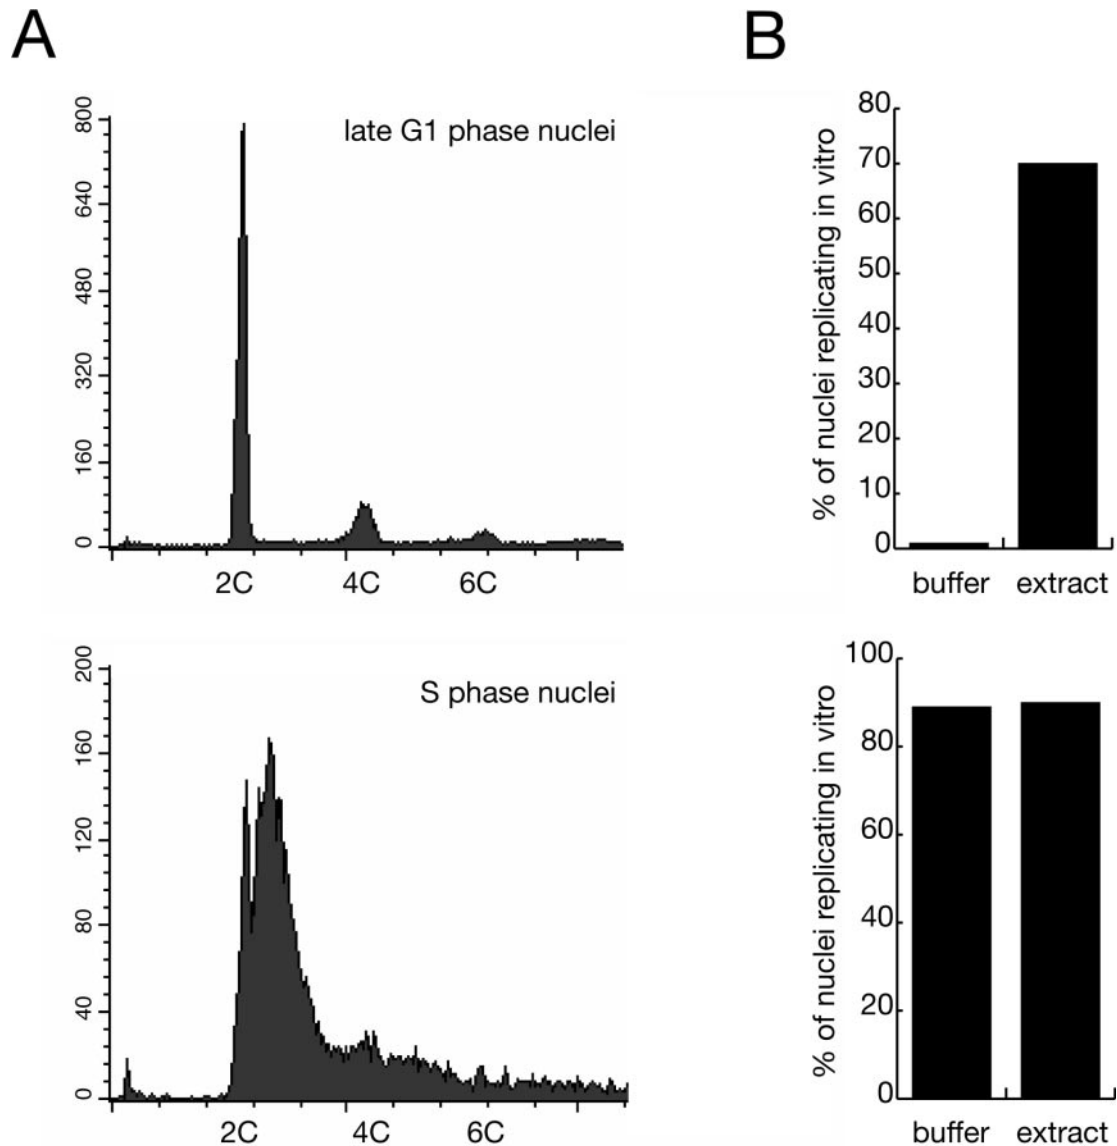 A
B
late G1 phase nuclei
800
640
480
320
160
0
2C 4C 6C
% of nuclei replicating in vitro
80
70
60
50
40
30
20
10
0
buffer extract
S phase nuclei
200
160
120
80
40
0
2C 4C 6C
% of nuclei replicating in vitro
100
80
60
40
20
0
buffer extract